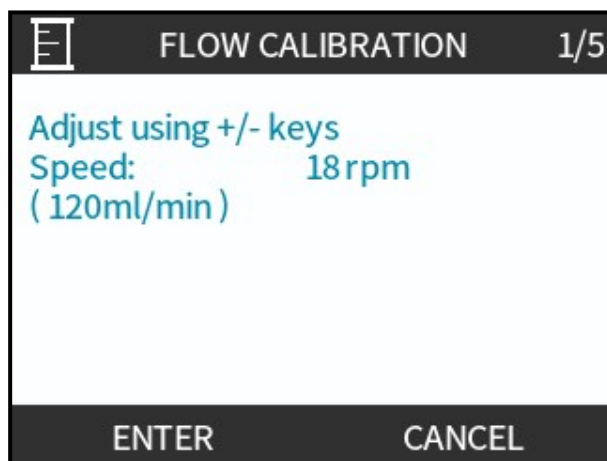 FLOW CALIBRATION 1/5
Adjust using +/- keys
Speed: 18 rpm
( 120ml/min )
ENTER CANCEL